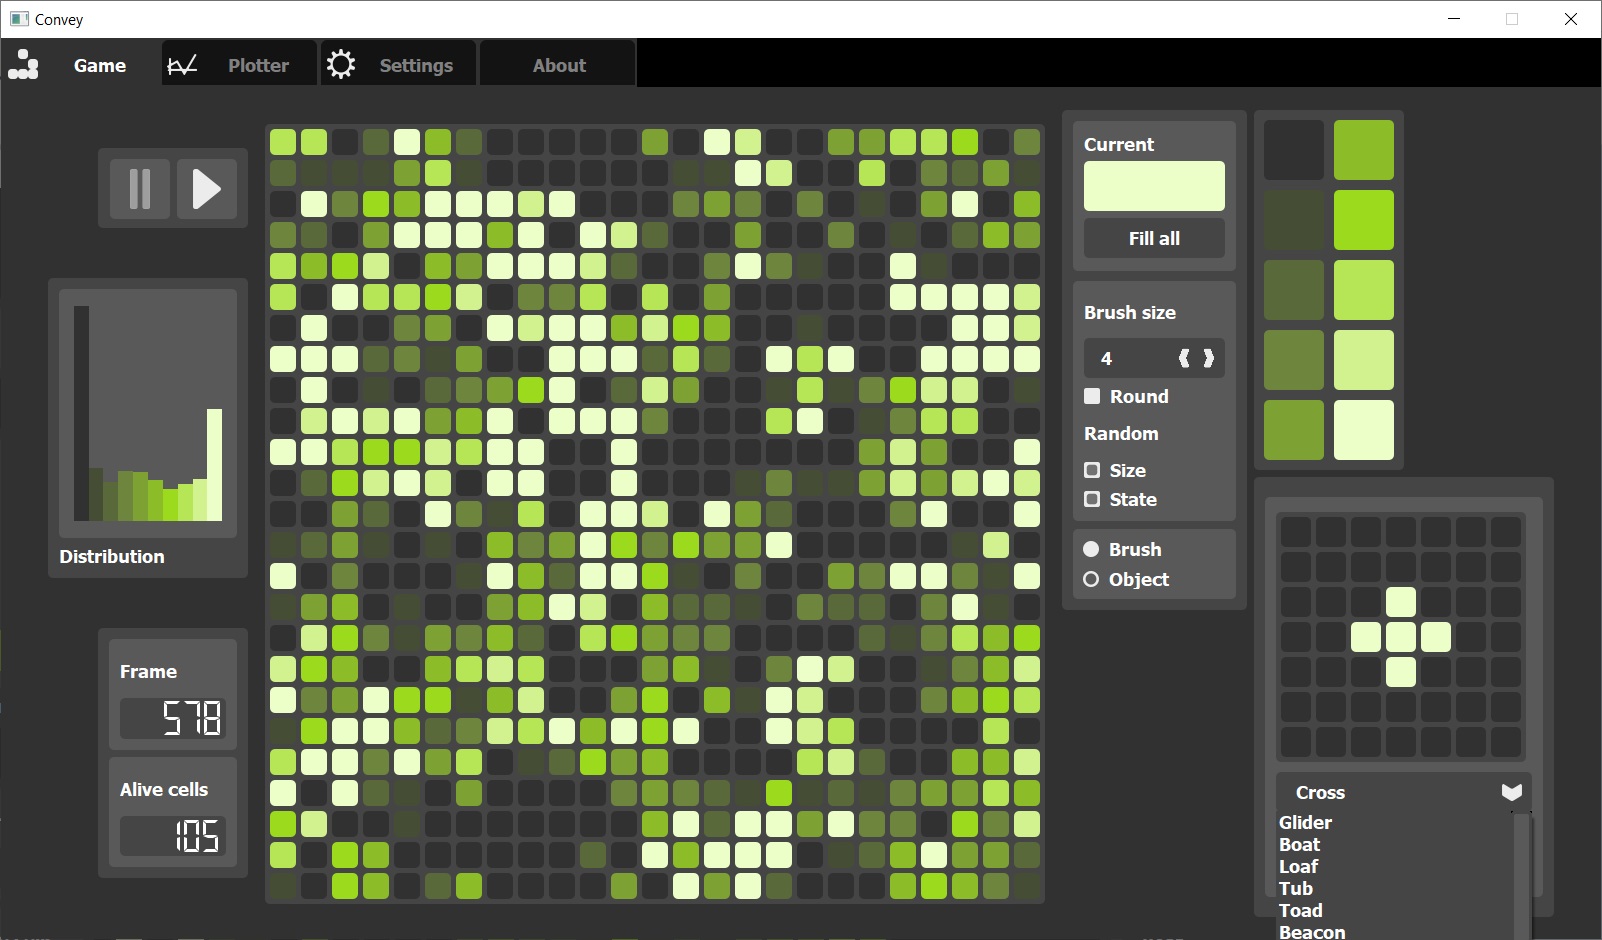 Convey
Game
Plotter
Settings
About
Current
Fill all
Brush size
4
Round
Random
Size
State
Brush
Object
Distribution
Frame
578
Alive cells
105
Cross
Glider
Boat
Loaf
Tub
Toad
Beacon